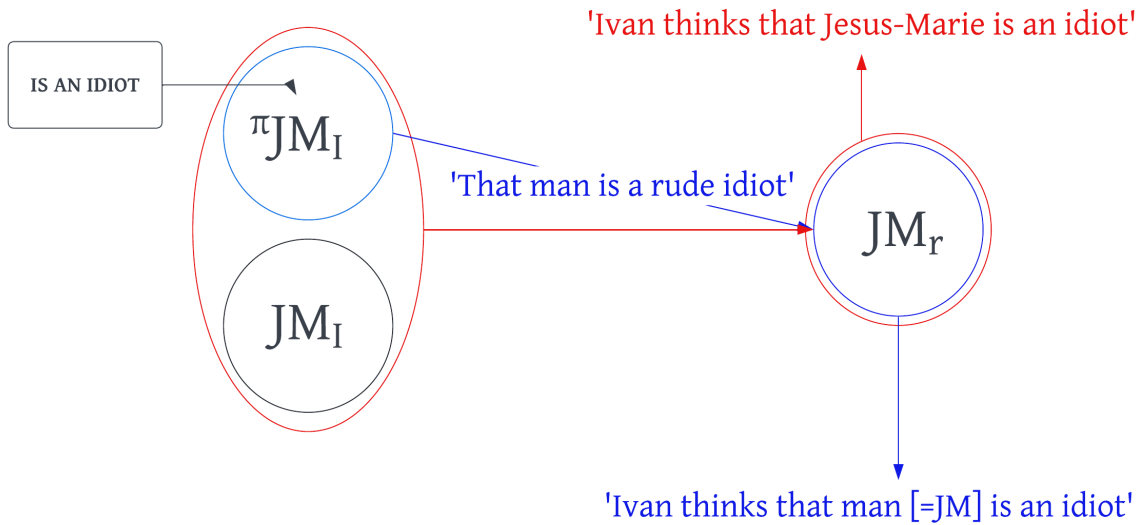 'Ivan thinks that Jesus-Marie is an idiot'
IS AN IDIOT
πJMI
'That man is a rude idiot'
JMr
JMI
'Ivan thinks that man [=JM] is an idiot'